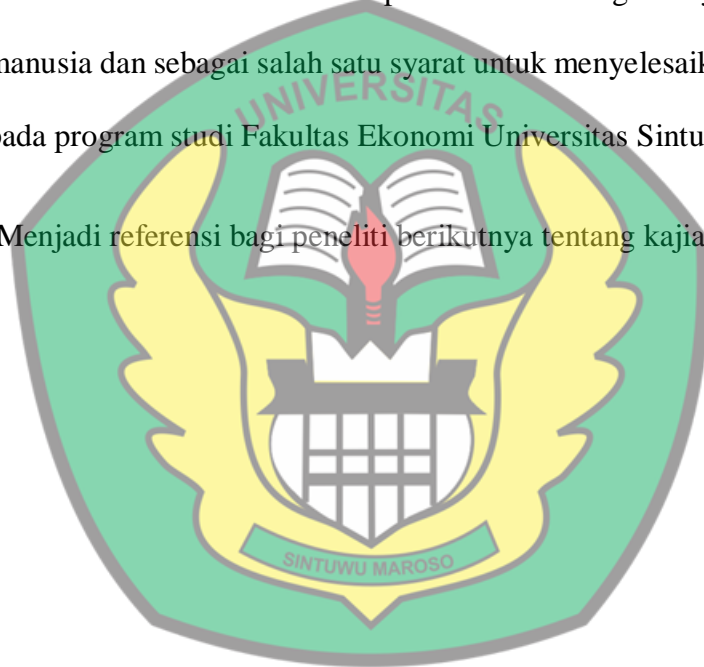 manusia dan sebagai salah satu syarat untuk menyelesaik
UNIVERSITAS
pada program studi Fakultas Ekonomi Universitas Sintu
Menjadi referensi bagi peneliti berikutnya tentang kajia
SINTUWU MAROSO